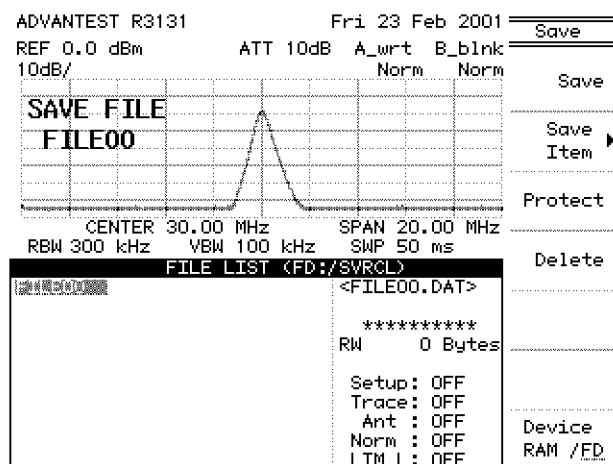 ADVANTEST R3131 Fri 23 Feb 2001
REF 0.0 dBm ATT 10dB A_wrt B_blnk
10dB/ Norm Norm
SAVE FILE
FILE00
CENTER 30.00 MHz SPAN 20.00 MHz
RBW 300 kHz VBW 100 kHz SWP 50 ms
FILE LIST (FD:/SVRCL)
<FILE00.DAT>
**********
RW 0 Bytes
Setup: OFF
Trace: OFF
Ant : OFF
Norm : OFF
LIM L: OFF
Save
Save
Save
Item
Protect
Delete
Device
RAM /FD